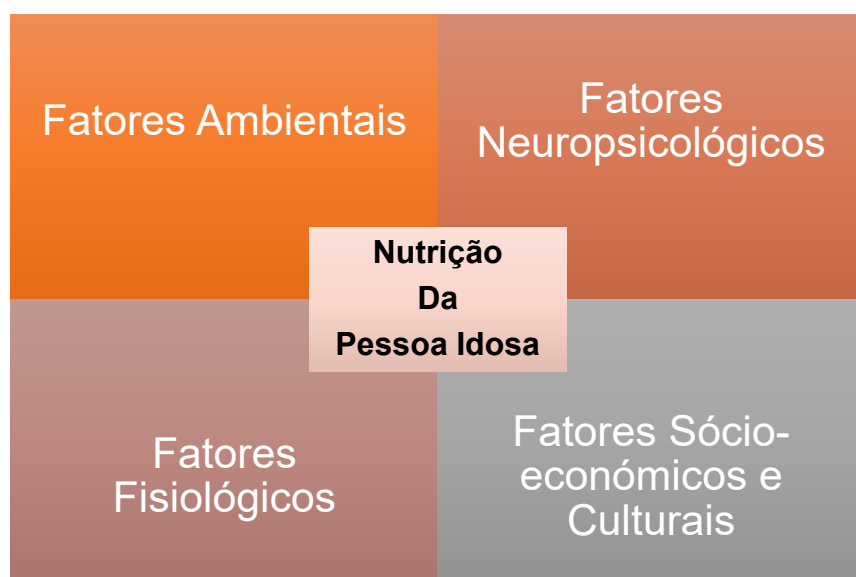 Fatores Ambientais
Fatores
Neuropsicológicos
Nutrição
Da
Pessoa Idosa
Fatores
Fisiológicos
Fatores Sócio-
económicos e
Culturais